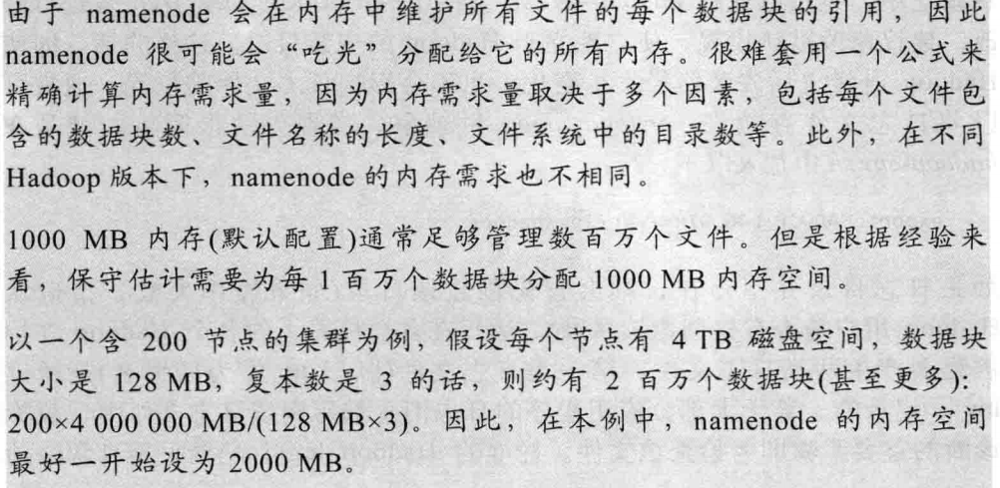 由于 namenode 会在内存中维护所有文件的每个数据块的引用，因此
namenode 很可能会“吃光”分配给它的所有内存。很难套用一个公式来
精确计算内存需求量，因为内存需求量取决于多个因素，包括每个文件包
含的数据块数、文件名称的长度、文件系统中的目录数等。此外，在不同
Hadoop 版本下，namenode 的内存需求也不相同。
1000 MB 内存(默认配置)通常足够管理数百万个文件。但是根据经验来
看，保守估计需要为每 1 百万个数据块分配 1000 MB 内存空间。
以一个含 200 节点的集群为例，假设每个节点有 4 TB 磁盘空间，数据块
大小是 128 MB，复本数是 3 的话，则约有 2 百万个数据块(甚至更多)：
200×4 000 000 MB/(128 MB×3)。因此，在本例中，namenode 的内存空间
最好一开始设为 2000 MB。